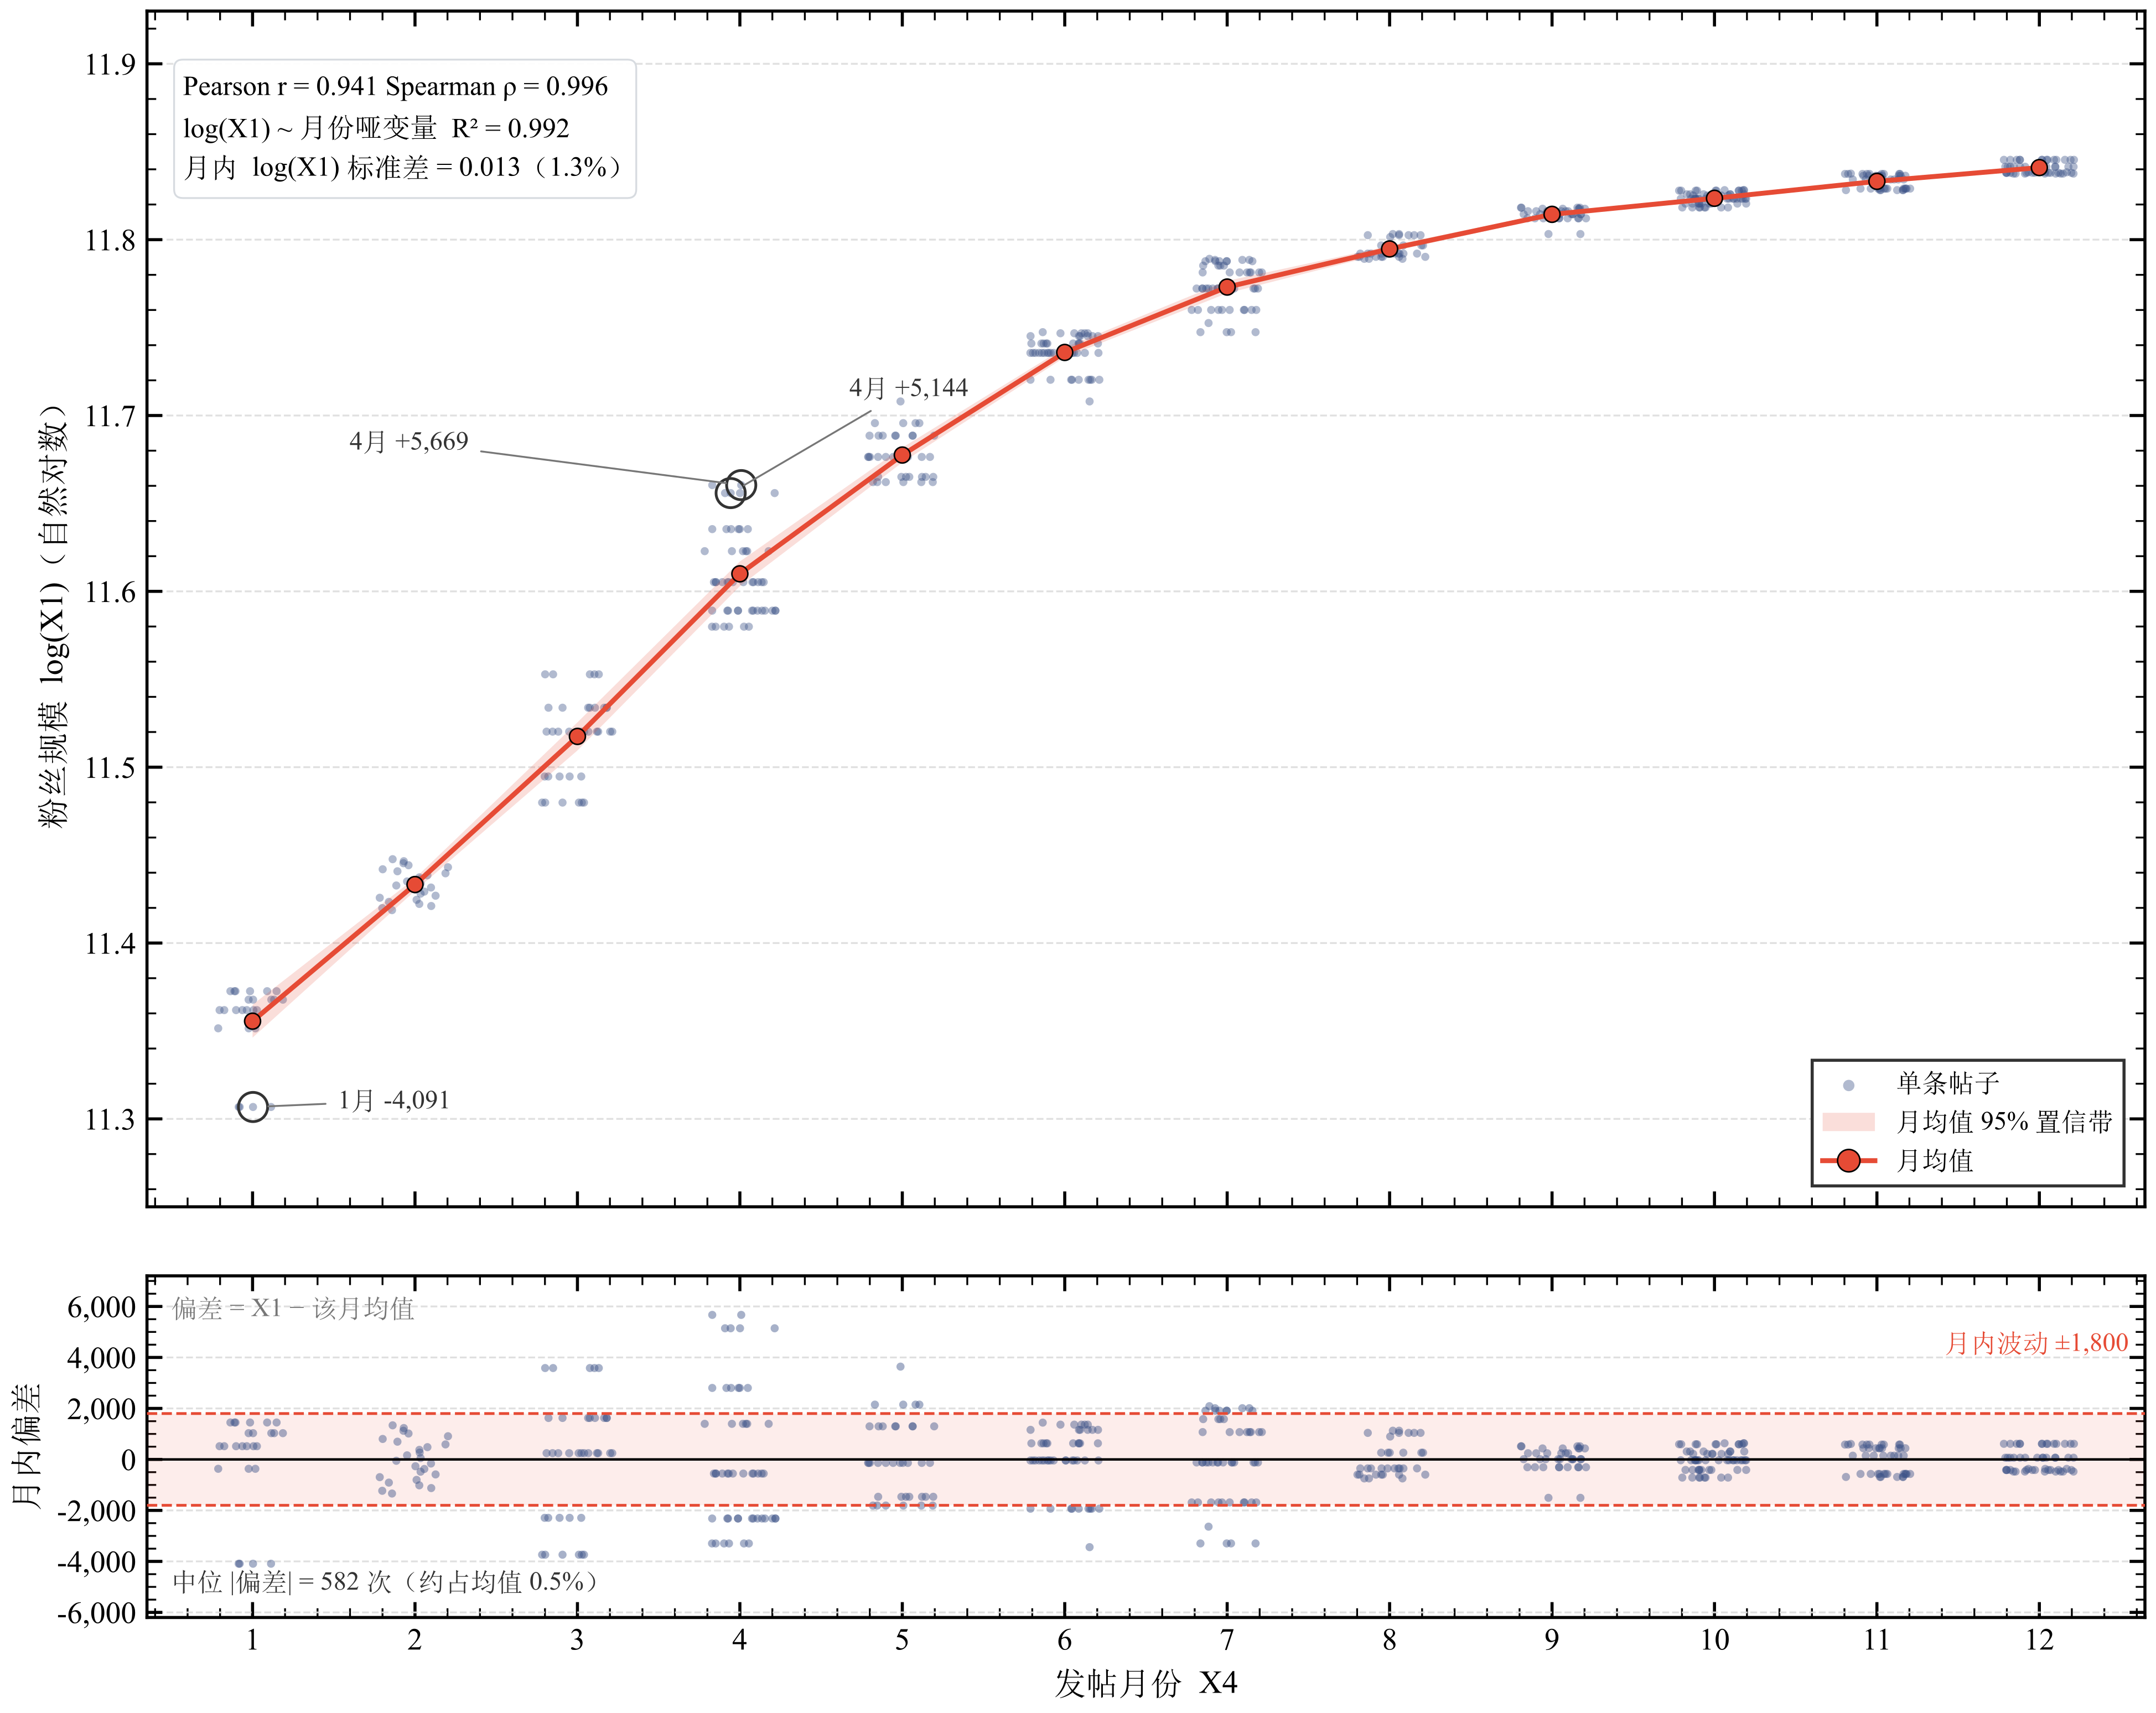 11.9
Pearson r = 0.941 Spearman ρ = 0.996
log(X1) ~ 月份哑变量 R² = 0.992
月内 log(X1) 标准差 = 0.013（1.3%）
11.8
11.7
11.6
11.5
11.4
11.3
粉丝规模 log(X1)（自然对数）
4月 +5,144
4月 +5,669
1月 -4,091
单条帖子
月均值 95% 置信带
月均值
6,000
4,000
2,000
0
-2,000
-4,000
-6,000
月内偏差
偏差 = X1 − 该月均值
月内波动 ±1,800
中位 |偏差| = 582 次（约占均值 0.5%）
1 2 3 4 5 6 7 8 9 10 11 12
发帖月份 X4